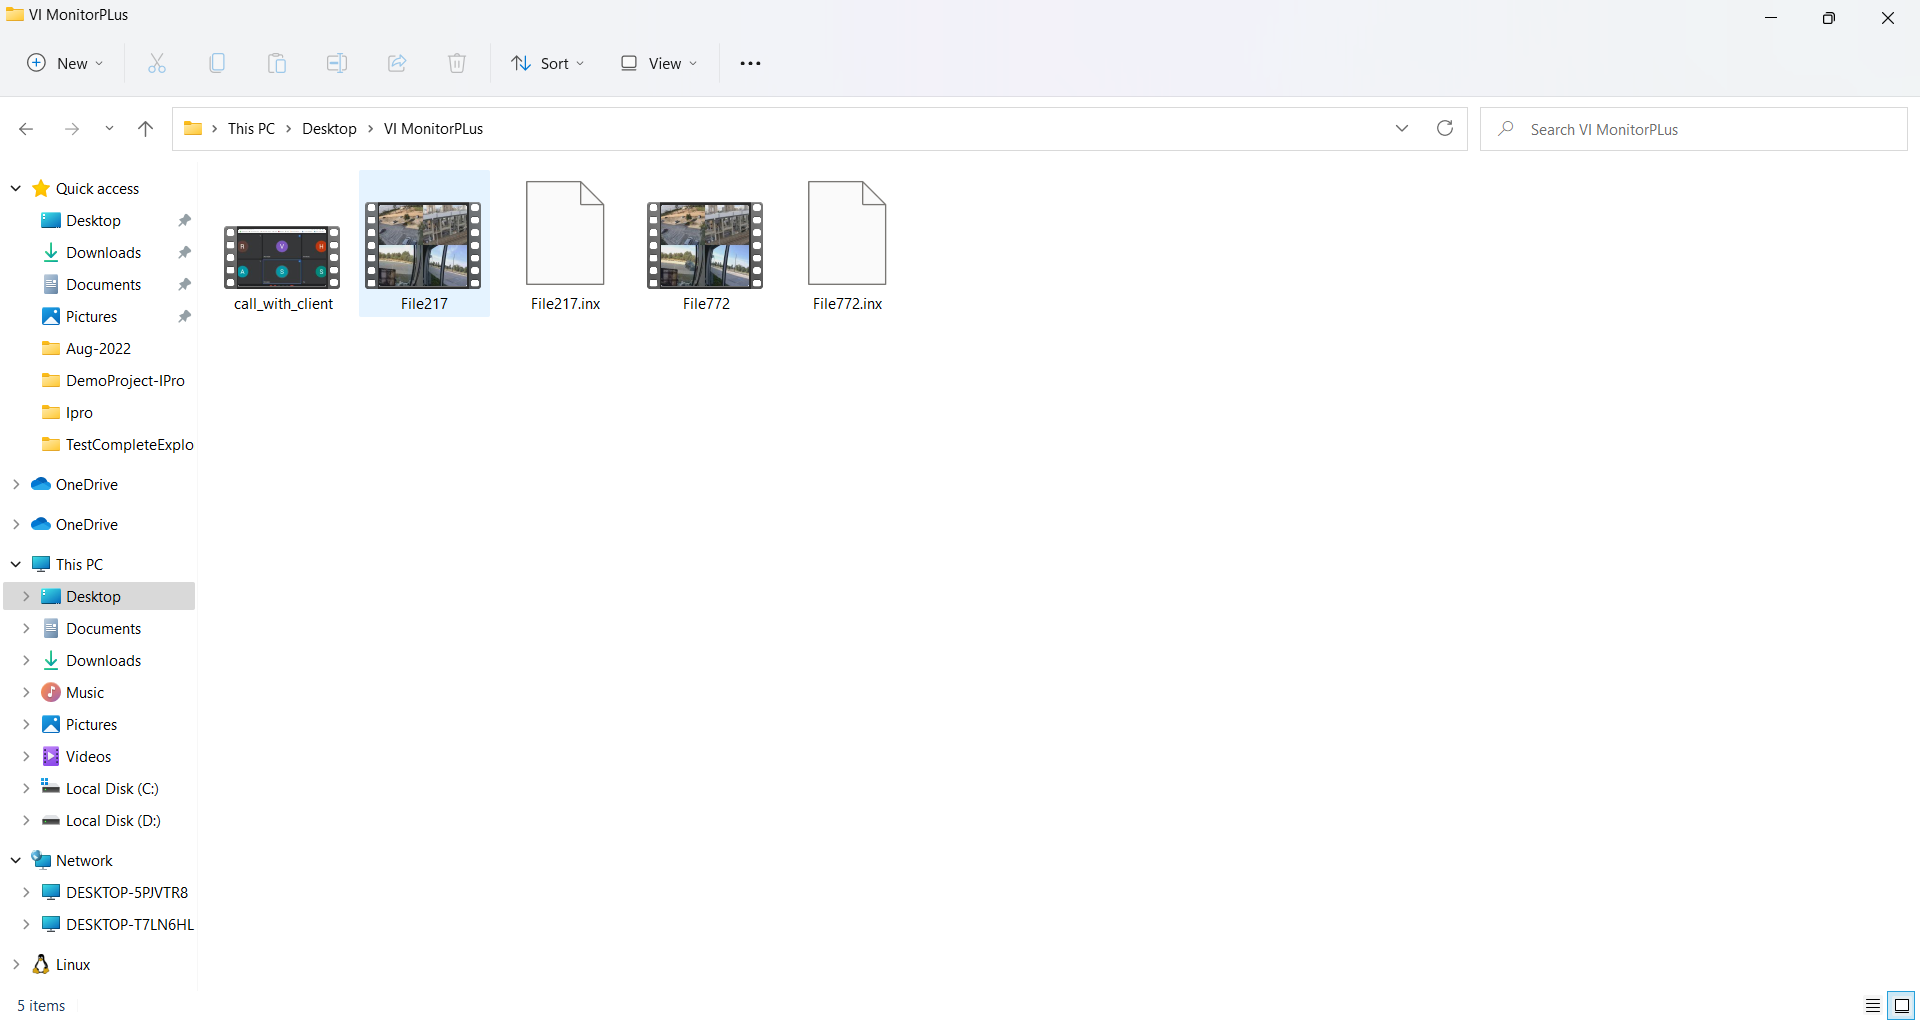 VI MonitorPLus
New
Sort
View
This PC > Desktop > VI MonitorPLus
Search VI MonitorPLus
Quick access
Desktop
Downloads
Documents
Pictures
Aug-2022
DemoProject-IPro
Ipro
TestCompleteExplo
OneDrive
OneDrive
This PC
Desktop
Documents
Downloads
Music
Pictures
Videos
Local Disk (C:)
Local Disk (D:)
Network
DESKTOP-5PJVTR8
DESKTOP-T7LN6HL
Linux
R V H
A S S
call_with_client
File217
File217.inx
File772
File772.inx
5 items